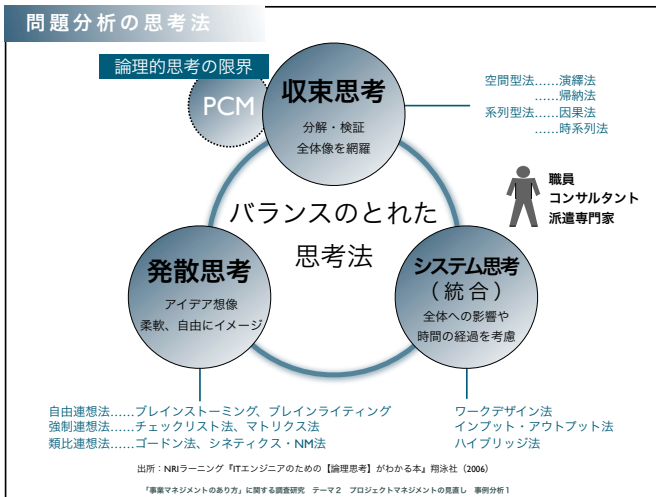 問題分析の思考法
論理的思考の限界
PCM
収束思考
分解・検証
全体像を網羅
空間型法……演繹法
……帰納法
系列型法……因果法
……時系列法
職員
コンサルタント
派遣専門家
バランスのとれた
思考法
発散思考
アイデア想像
柔軟、自由にイメージ
システム思考
（統合）
全体への影響や
時間の経過を考慮
自由連想法……ブレインストーミング、ブレインライティング
強制連想法……チェックリスト法、マトリクス法
類比連想法……ゴードン法、シネティクス・NM法
ワークデザイン法
インプット・アウトプット法
ハイブリッジ法
出所：NRIラーニング『ITエンジニアのための【論理思考】がわかる本』翔泳社（2006）
「事業マネジメントのあり方」に関する調査研究　テーマ２　プロジェクトマネジメントの見直し　事例分析１